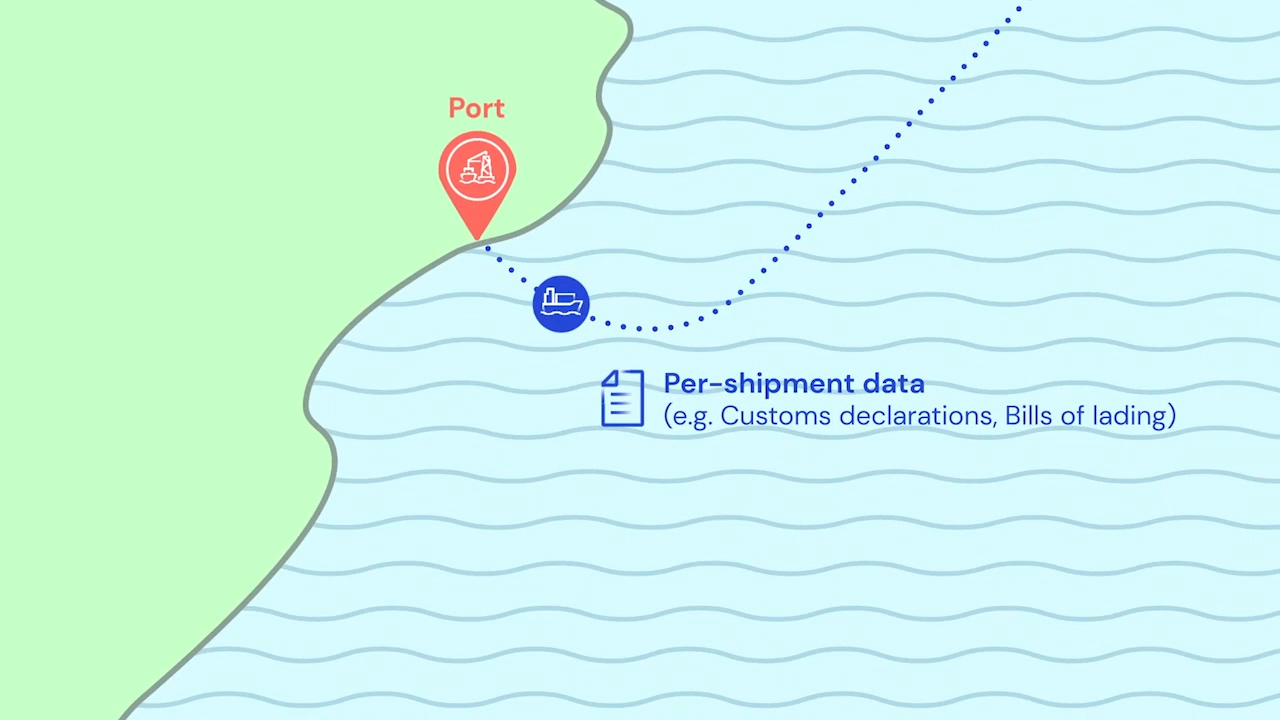 Port
Per-shipment data
(e.g. Customs declarations, Bills of lading)